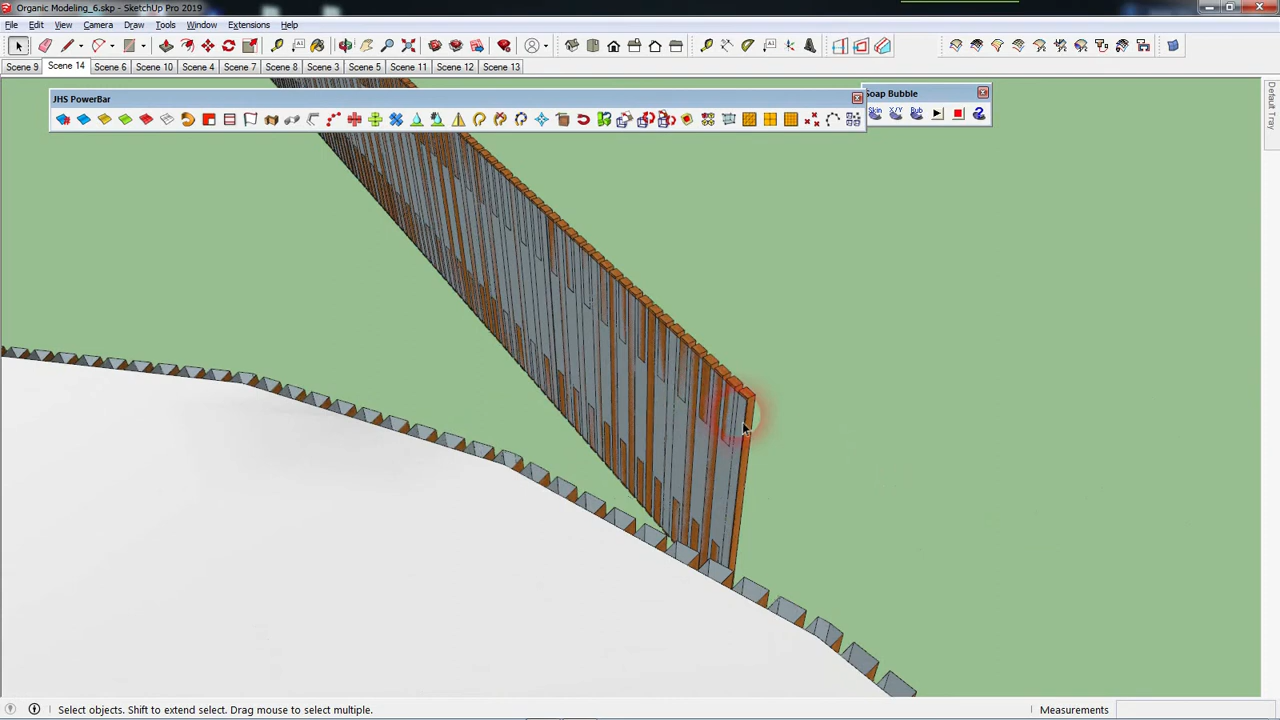 Organic Modeling_6.skp - SketchUp Pro 2019
File Edit View Camera Draw Tools Window Extensions Help
Scene 9 Scene 14 Scene 6 Scene 10 Scene 4 Scene 7 Scene 8 Scene 3 Scene 5 Scene 11 Scene 12 Scene 13
JHS PowerBar
Soap Bubble
Skin X/Y Bub
Default Tray
Select objects. Shift to extend select. Drag mouse to select multiple.
Measurements